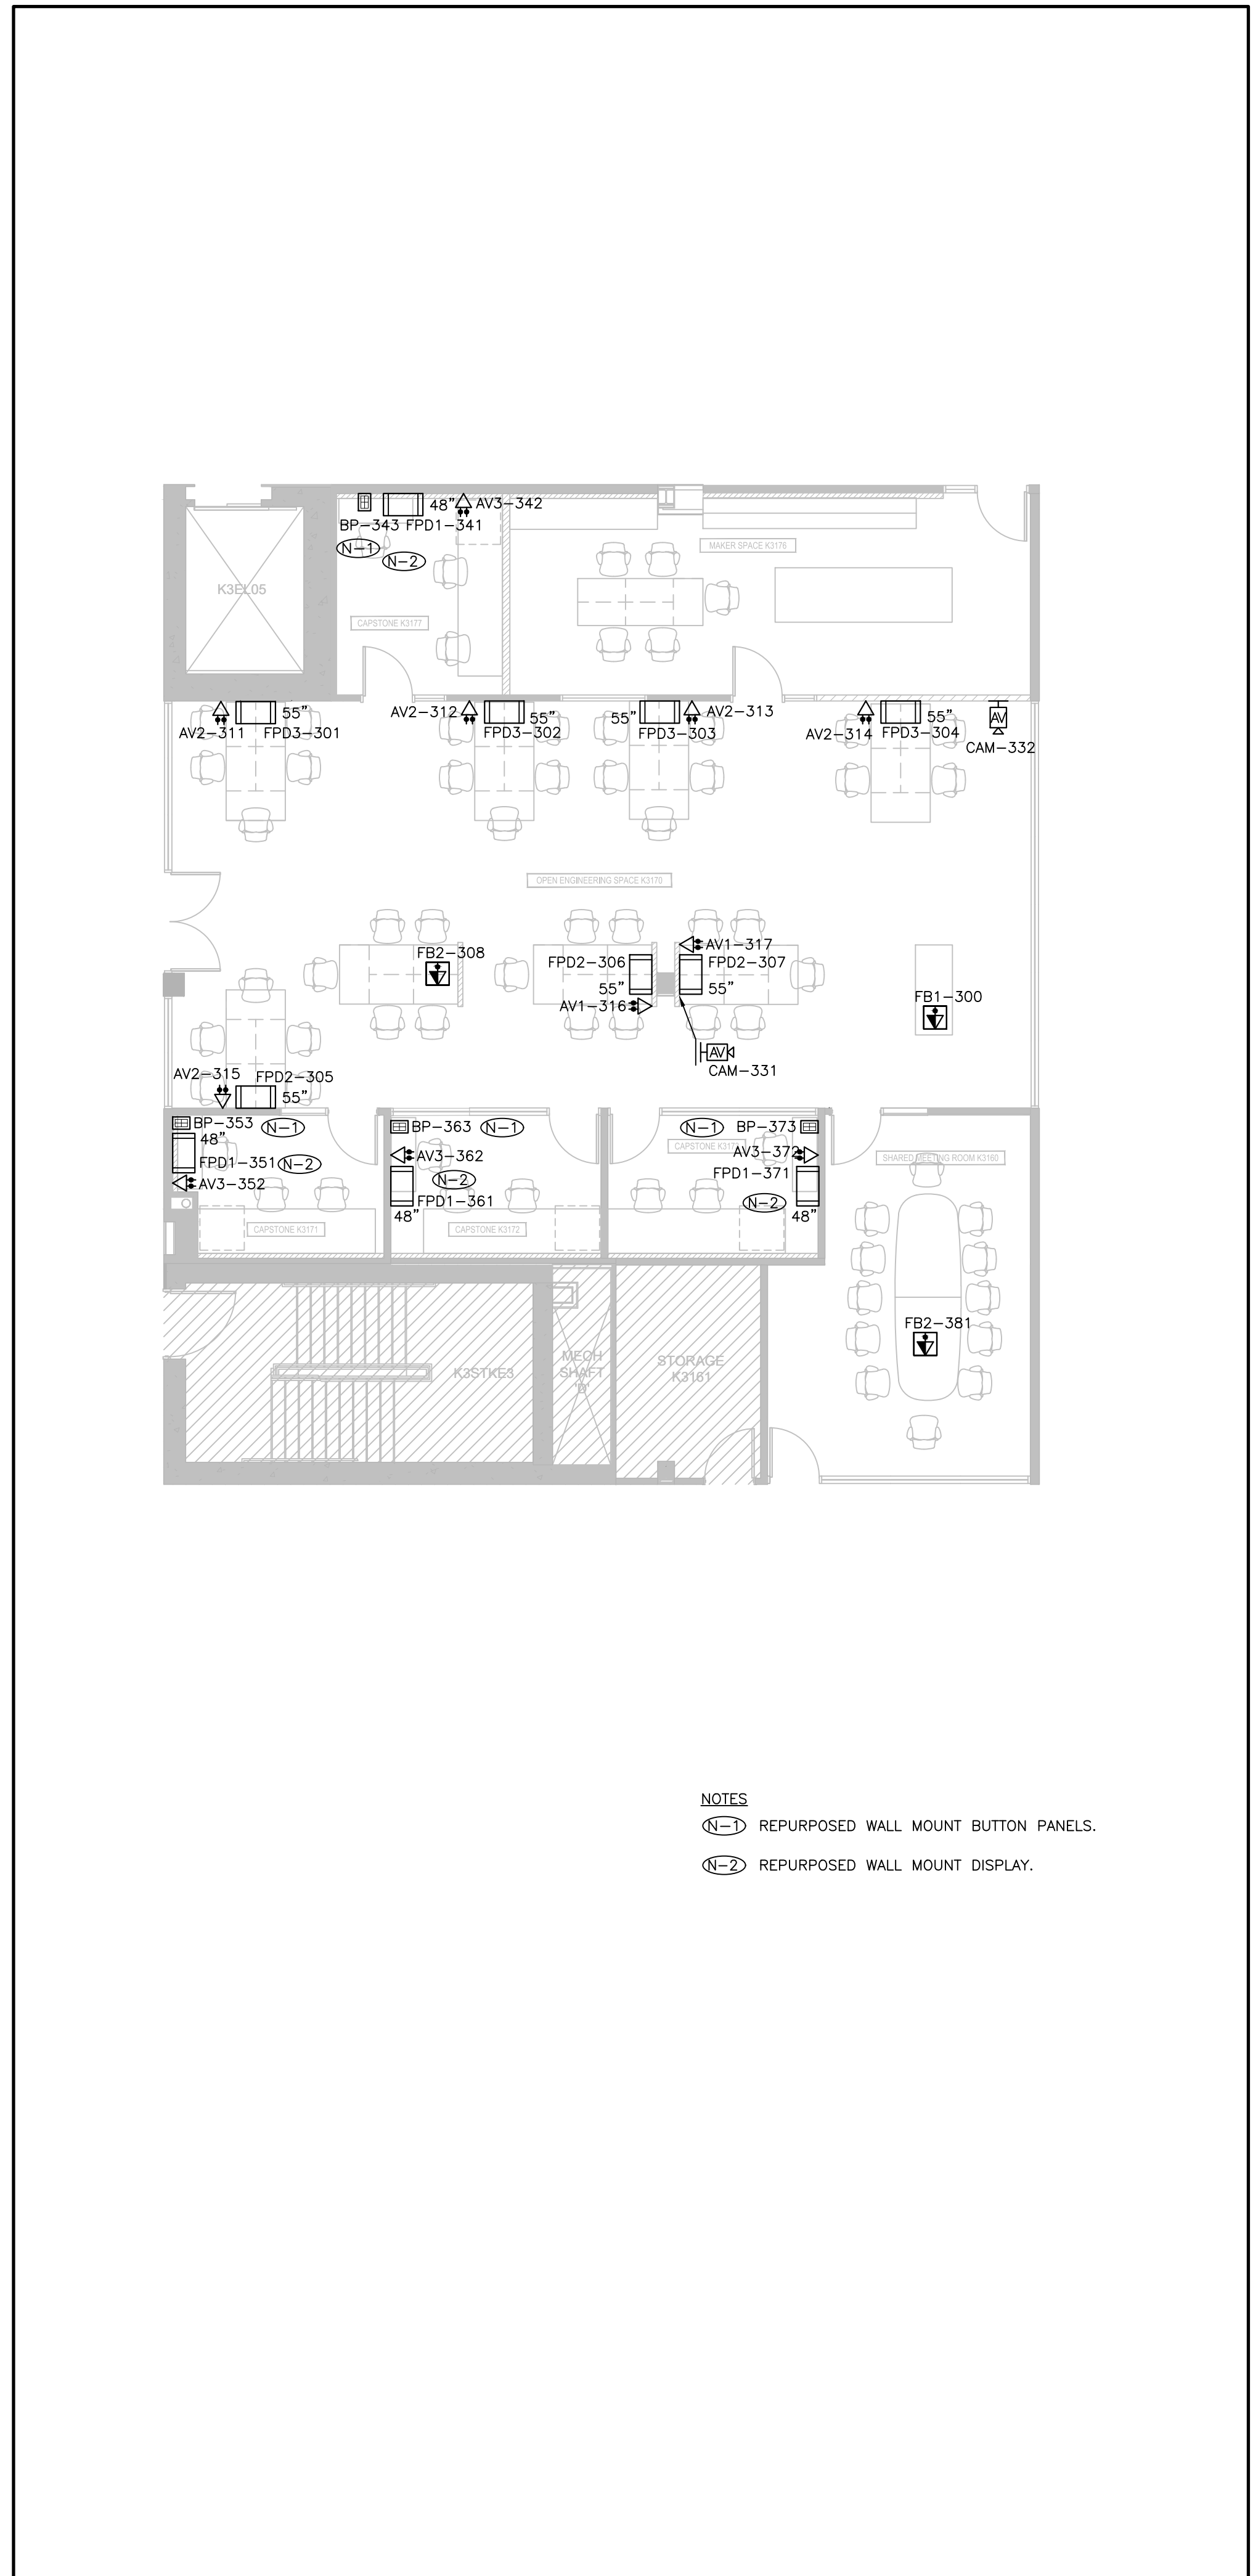 48" AV3-342
BP-343 FPD1-341
N-1
N-2
MAKER SPACE K3176
K3EL05
CAPSTONE K3177
55"
AV2-311 FPD3-301
AV2-312
55"
FPD3-302
55"
AV2-313
FPD3-303
55"
AV2-314 FPD3-304
AV
CAM-332
OPEN ENGINEERING SPACE K3170
FB2-308
AV1-317
FPD2-306
FPD2-307
55"
55"
AV1-316
FB1-300
AV
CAM-331
AV2-315
FPD2-305
55"
BP-353
N-1
48"
FPD1-351
N-2
AV3-352
CAPSTONE K3171
BP-363
N-1
AV3-362
N-2
FPD1-361
48"
CAPSTONE K3172
N-1
BP-373
AV3-372
FPD1-371
N-2
48"
SHARED MEETING ROOM K3160
FB2-381
K3STKE3
MECH
SHAFT
'D'
STORAGE
K3161
NOTES
N-1 REPURPOSED WALL MOUNT BUTTON PANELS.
N-2 REPURPOSED WALL MOUNT DISPLAY.